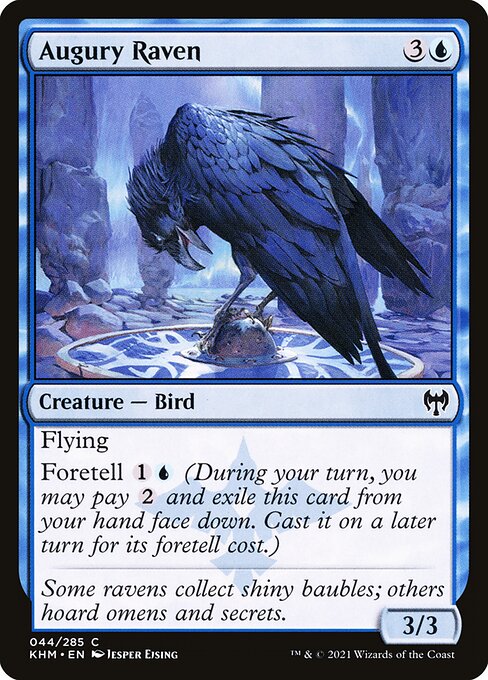 Augury Raven 3
Creature — Bird
Flying
Foretell 1 (During your turn, you
may pay 2 and exile this card from
your hand face down. Cast it on a later
turn for its foretell cost.)
Some ravens collect shiny baubles; others
hoard omens and secrets.
3/3
044/285 C
KHM • EN Jesper Eising
™ & © 2021 Wizards of the Coast